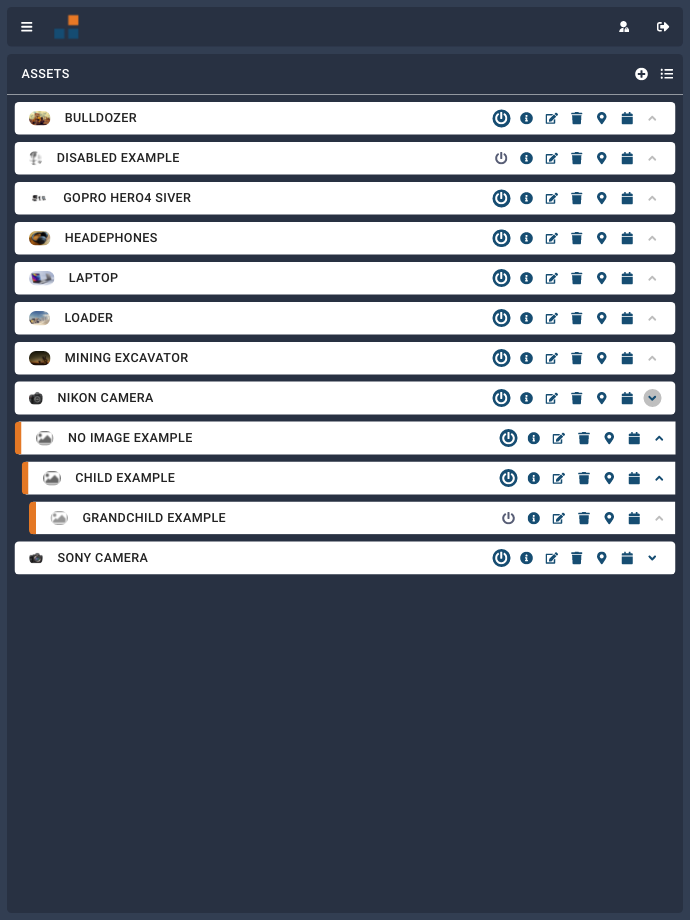 ASSETS
BULLDOZER
DISABLED EXAMPLE
GOPRO HERO4 SIVER
HEADEPHONES
LAPTOP
LOADER
MINING EXCAVATOR
NIKON CAMERA
NO IMAGE EXAMPLE
CHILD EXAMPLE
GRANDCHILD EXAMPLE
SONY CAMERA